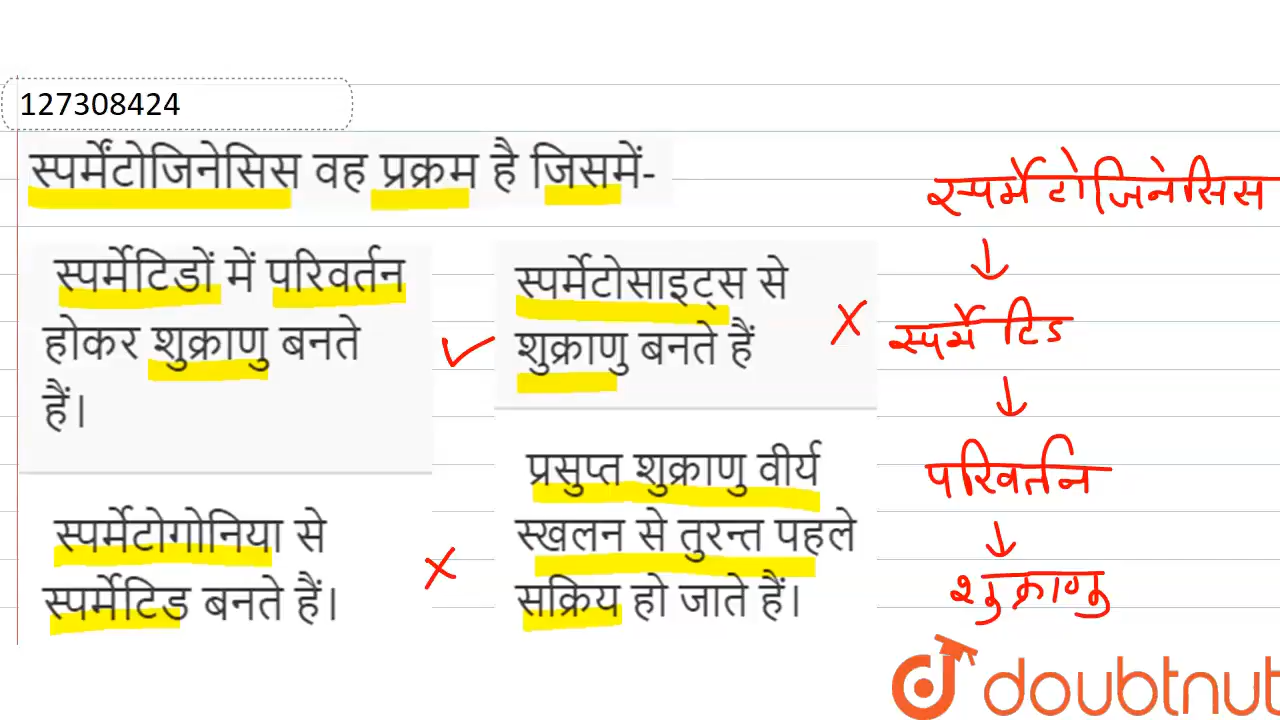 127308424
स्पर्मेंटोजिनेसिस वह प्रक्रम है जिसमें-
स्पर्मेटिडों में परिवर्तन
होकर शुक्राणु बनते
हैं।
स्पर्मेटोसाइट्स से
शुक्राणु बनते हैं
स्पर्मेटोगोनिया से
स्पर्मेटिड बनते हैं।
प्रसुप्त शुक्राणु वीर्य
स्खलन से तुरन्त पहले
सक्रिय हो जाते हैं।
स्पर्मेटोजिनेसिस
स्पर्मेटिड
परिवर्तन
शुक्राणु
doubtnut